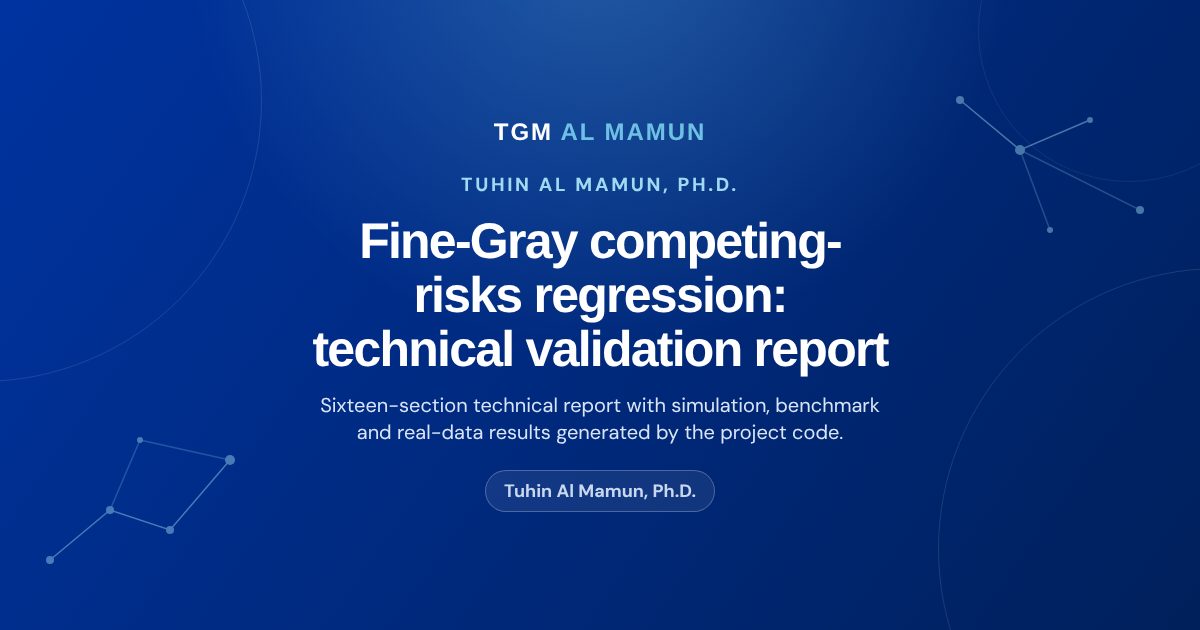 TGM AL MAMUN
TUHIN AL MAMUN, PH.D.
Fine-Gray competing-
risks regression:
technical validation report
Sixteen-section technical report with simulation, benchmark
and real-data results generated by the project code.
Tuhin Al Mamun, Ph.D.